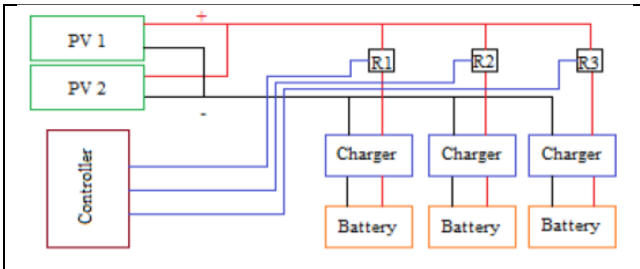 +
PV 1
R1
R2
R3
PV 2
-
Controller
Charger
Charger
Charger
Battery
Battery
Battery